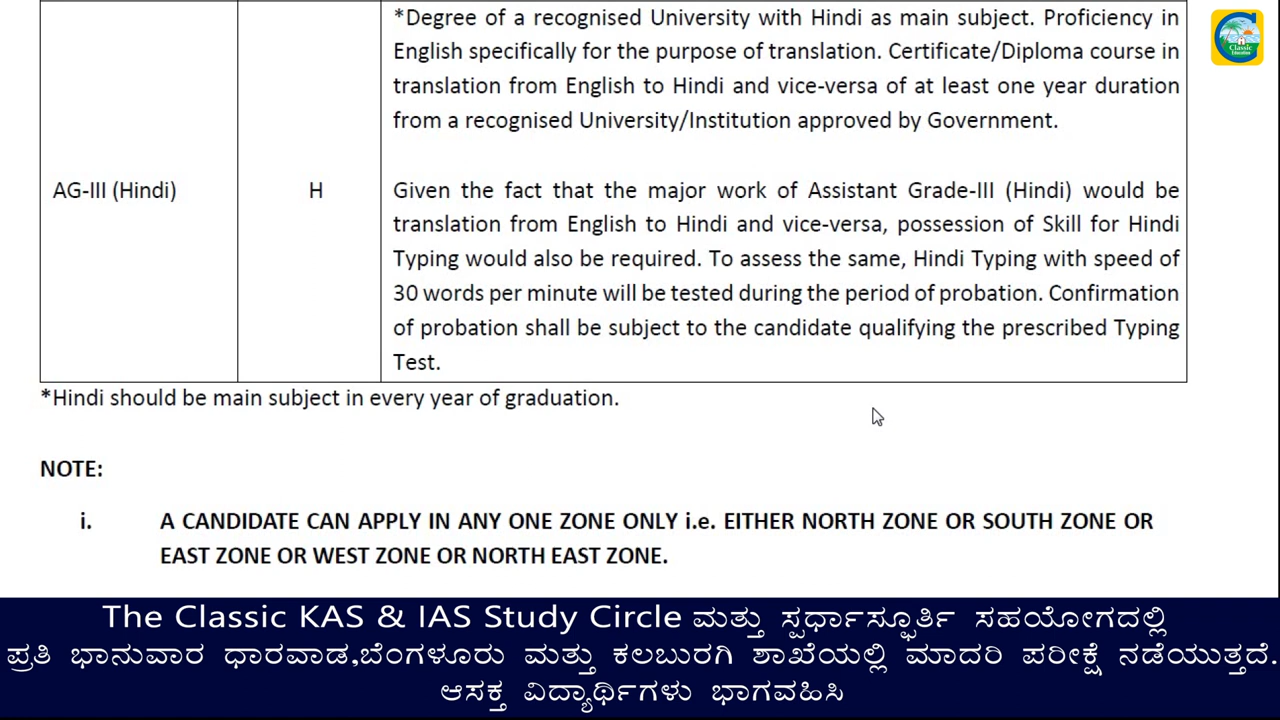 *Degree of a recognised University with Hindi as main subject. Proficiency in
English specifically for the purpose of translation. Certificate/Diploma course in
translation from English to Hindi and vice-versa of at least one year duration
from a recognised University/Institution approved by Government.
AG-III (Hindi)
H
Given the fact that the major work of Assistant Grade-III (Hindi) would be
translation from English to Hindi and vice-versa, possession of Skill for Hindi
Typing would also be required. To assess the same, Hindi Typing with speed of
30 words per minute will be tested during the period of probation. Confirmation
of probation shall be subject to the candidate qualifying the prescribed Typing
Test.
*Hindi should be main subject in every year of graduation.
NOTE:
i. A CANDIDATE CAN APPLY IN ANY ONE ZONE ONLY i.e. EITHER NORTH ZONE OR SOUTH ZONE OR
EAST ZONE OR WEST ZONE OR NORTH EAST ZONE.
Classic
Education
The Classic KAS & IAS Study Circle ಮತ್ತು ಸ್ಪರ್ಧಾಸ್ಫೂರ್ತಿ ಸಹಯೋಗದಲ್ಲಿ
ಪ್ರತಿ ಭಾನುವಾರ ಧಾರವಾಡ,ಬೆಂಗಳೂರು ಮತ್ತು ಕಲಬುರಗಿ ಶಾಖೆಯಲ್ಲಿ ಮಾದರಿ ಪರೀಕ್ಷೆ ನಡೆಯುತ್ತದೆ.
ಆಸಕ್ತ ವಿದ್ಯಾರ್ಥಿಗಳು ಭಾಗವಹಿಸಿ